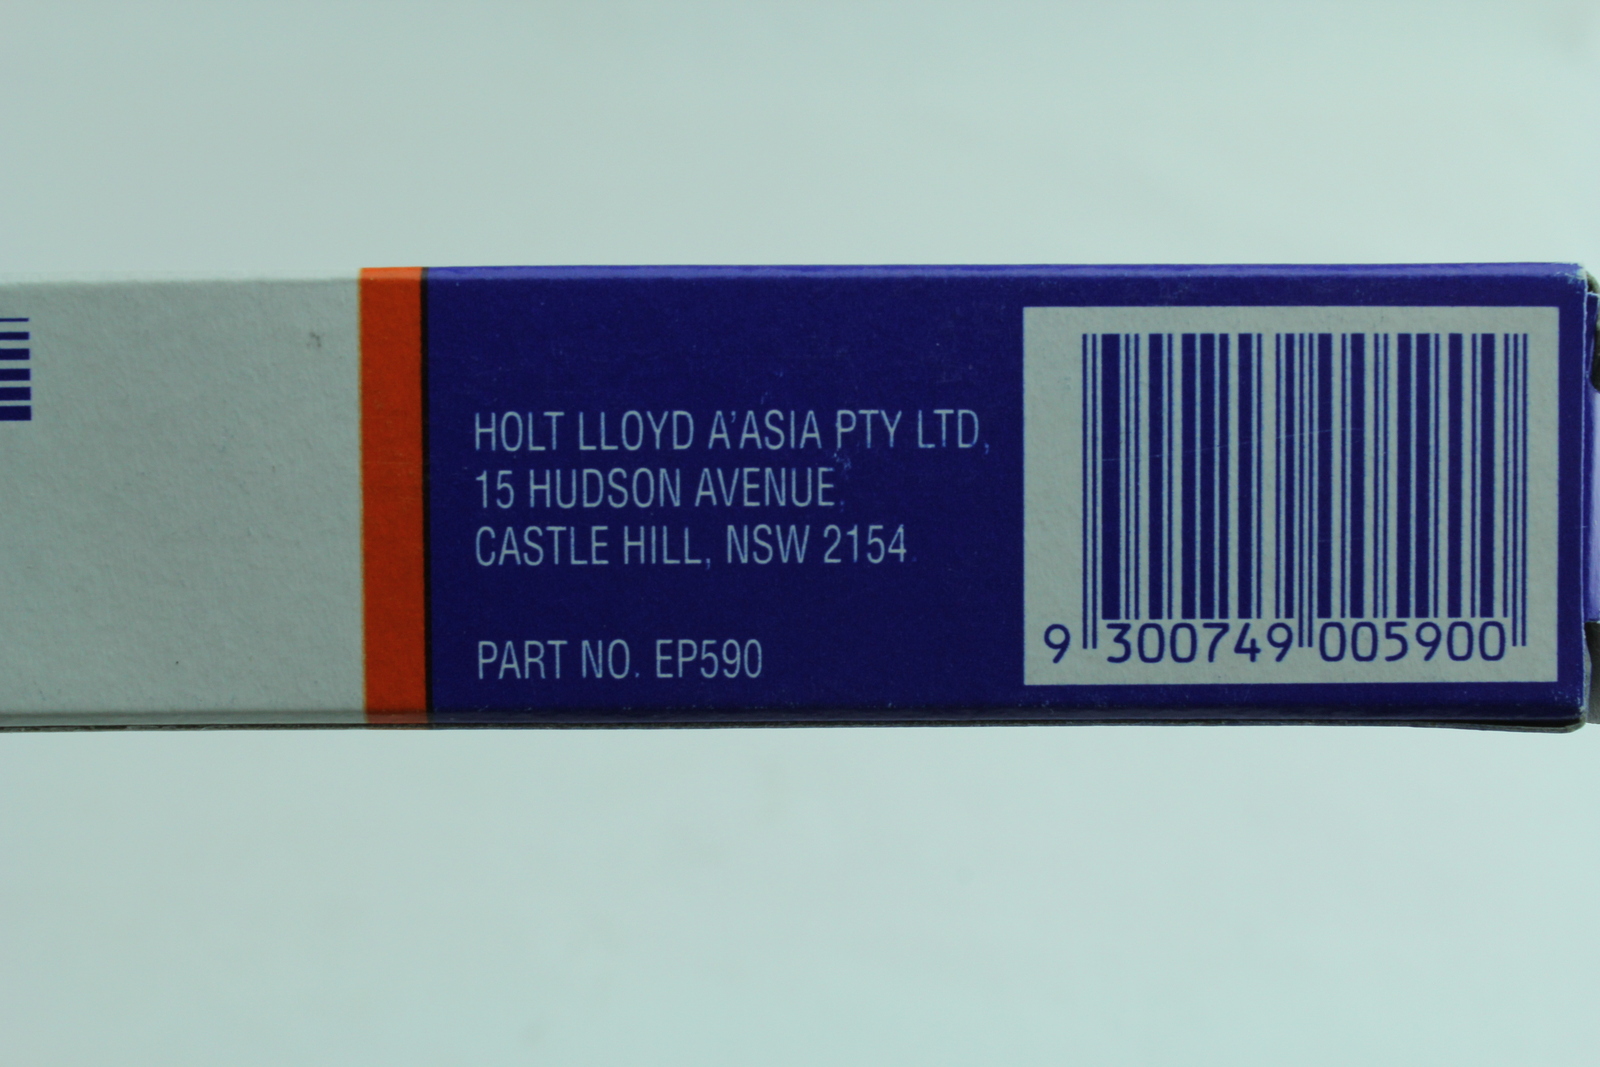 HOLT LLOYD A'ASIA PTY LTD,
15 HUDSON AVENUE
CASTLE HILL, NSW 2154
PART NO. EP590
9 300749 005900